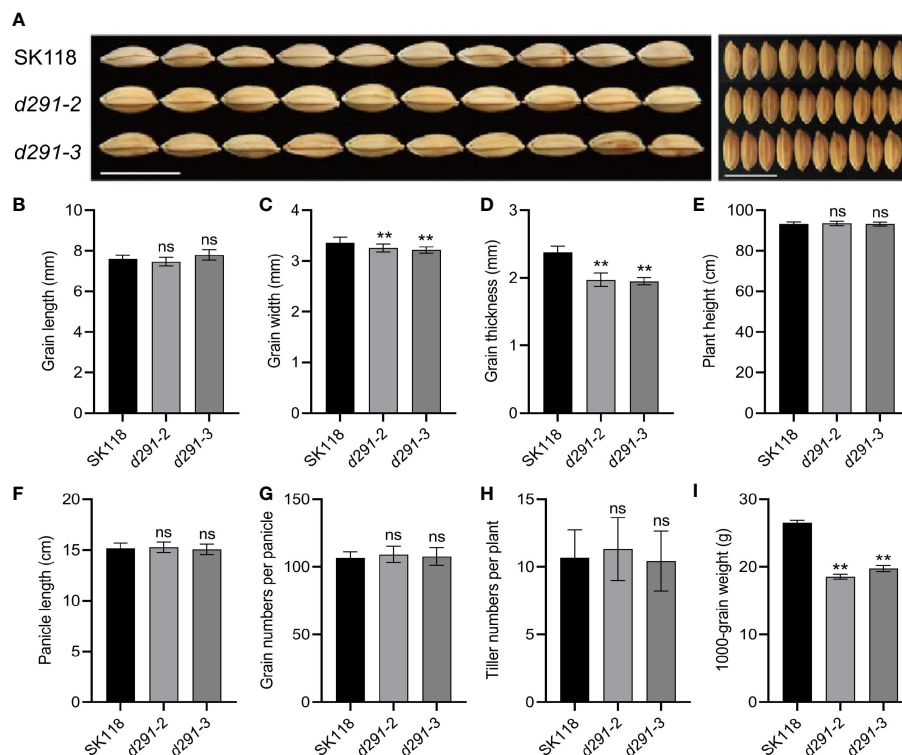 A
SK118
d291-2
d291-3
B
Grain length (mm)
8
6
4
2
0
ns
ns
SK118
d291-2
d291-3
C
Grain width (mm)
4
3
2
1
0
**
**
SK118
d291-2
d291-3
D
Grain thickness (mm)
3
2
1
0
**
**
SK118
d291-2
d291-3
E
Plant height (cm)
100
80
60
40
20
0
ns
ns
SK118
d291-2
d291-3
F
Panicle length (cm)
20
15
10
5
0
ns
ns
SK118
d291-2
d291-3
G
Grain numbers per panicle
150
100
50
0
ns
ns
SK118
d291-2
d291-3
H
Tiller numbers per plant
15
10
5
0
ns
ns
SK118
d291-2
d291-3
I
1000-grain weight (g)
30
20
10
0
**
**
SK118
d291-2
d291-3